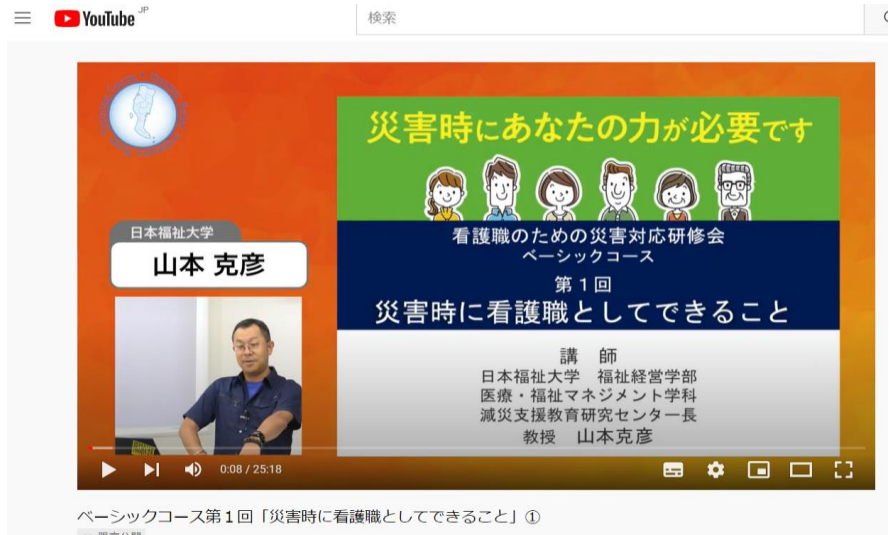 YouTube JP
検索
災害時にあなたの力が必要です
日本福祉大学
山本 克彦
看護職のための災害対応研修会
ベーシックコース
第1回
災害時に看護職としてできること
講 師
日本福祉大学 福祉経営学部
医療・福祉マネジメント学科
減災支援教育研究センター長
教授 山本克彦
0:08 / 25:18
ベーシックコース第1回「災害時に看護職としてできること」①